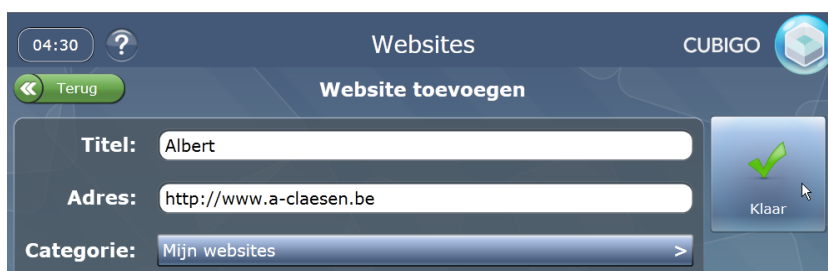 04:30 ? Websites CUBIGO
Terug Website toevoegen
Titel: Albert
Adres: http://www.a-claesen.be
Klaar
Categorie: Mijn websites >